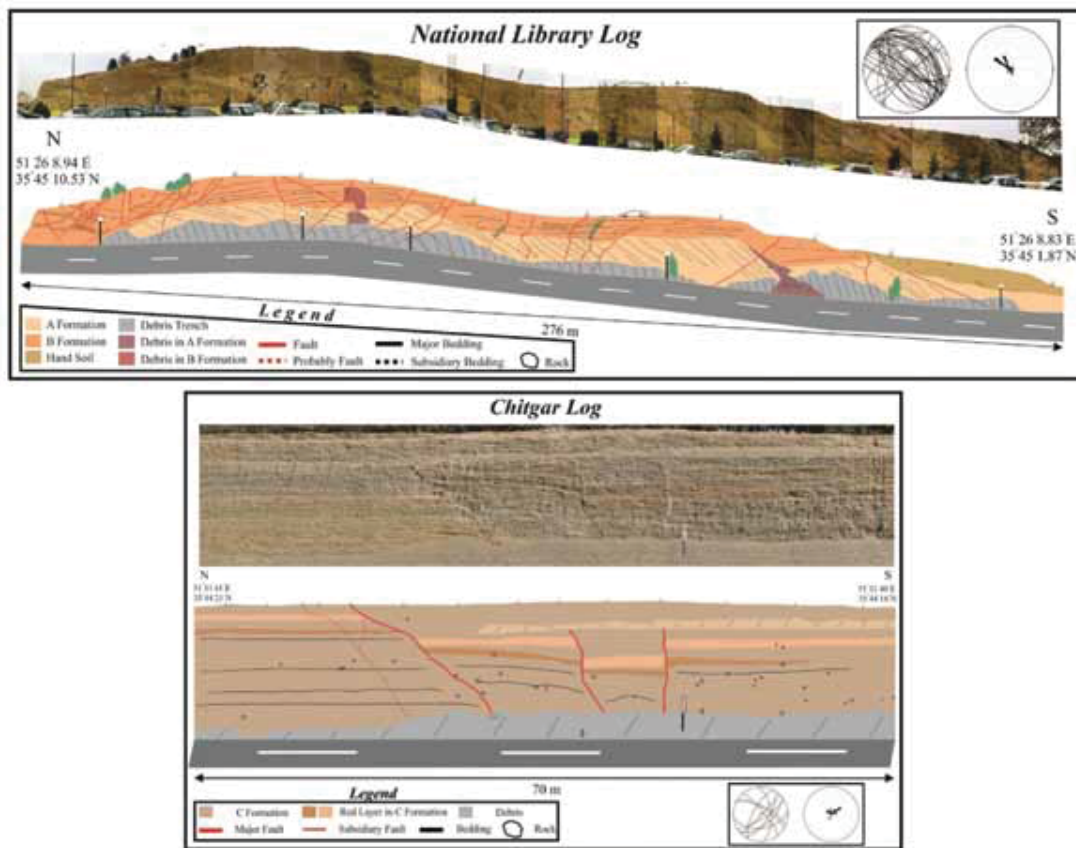 National Library Log
N
51 26 8.94 E
35 45 10.53 N
S
51 26 8.83 E
35 45 1.87 N
276 m
Legend
A Formation
B Formation
Hand Soil
Debris Trench
Debris in A Formation
Debris in B Formation
Fault
Probably Fault
Major Bedding
Subsidiary Bedding
Rock
Chitgar Log
N
S
70 m
Legend
C Formation
Red Layer in C Formation
Debris
Major Fault
Subsidiary Fault
Bedding
Rock